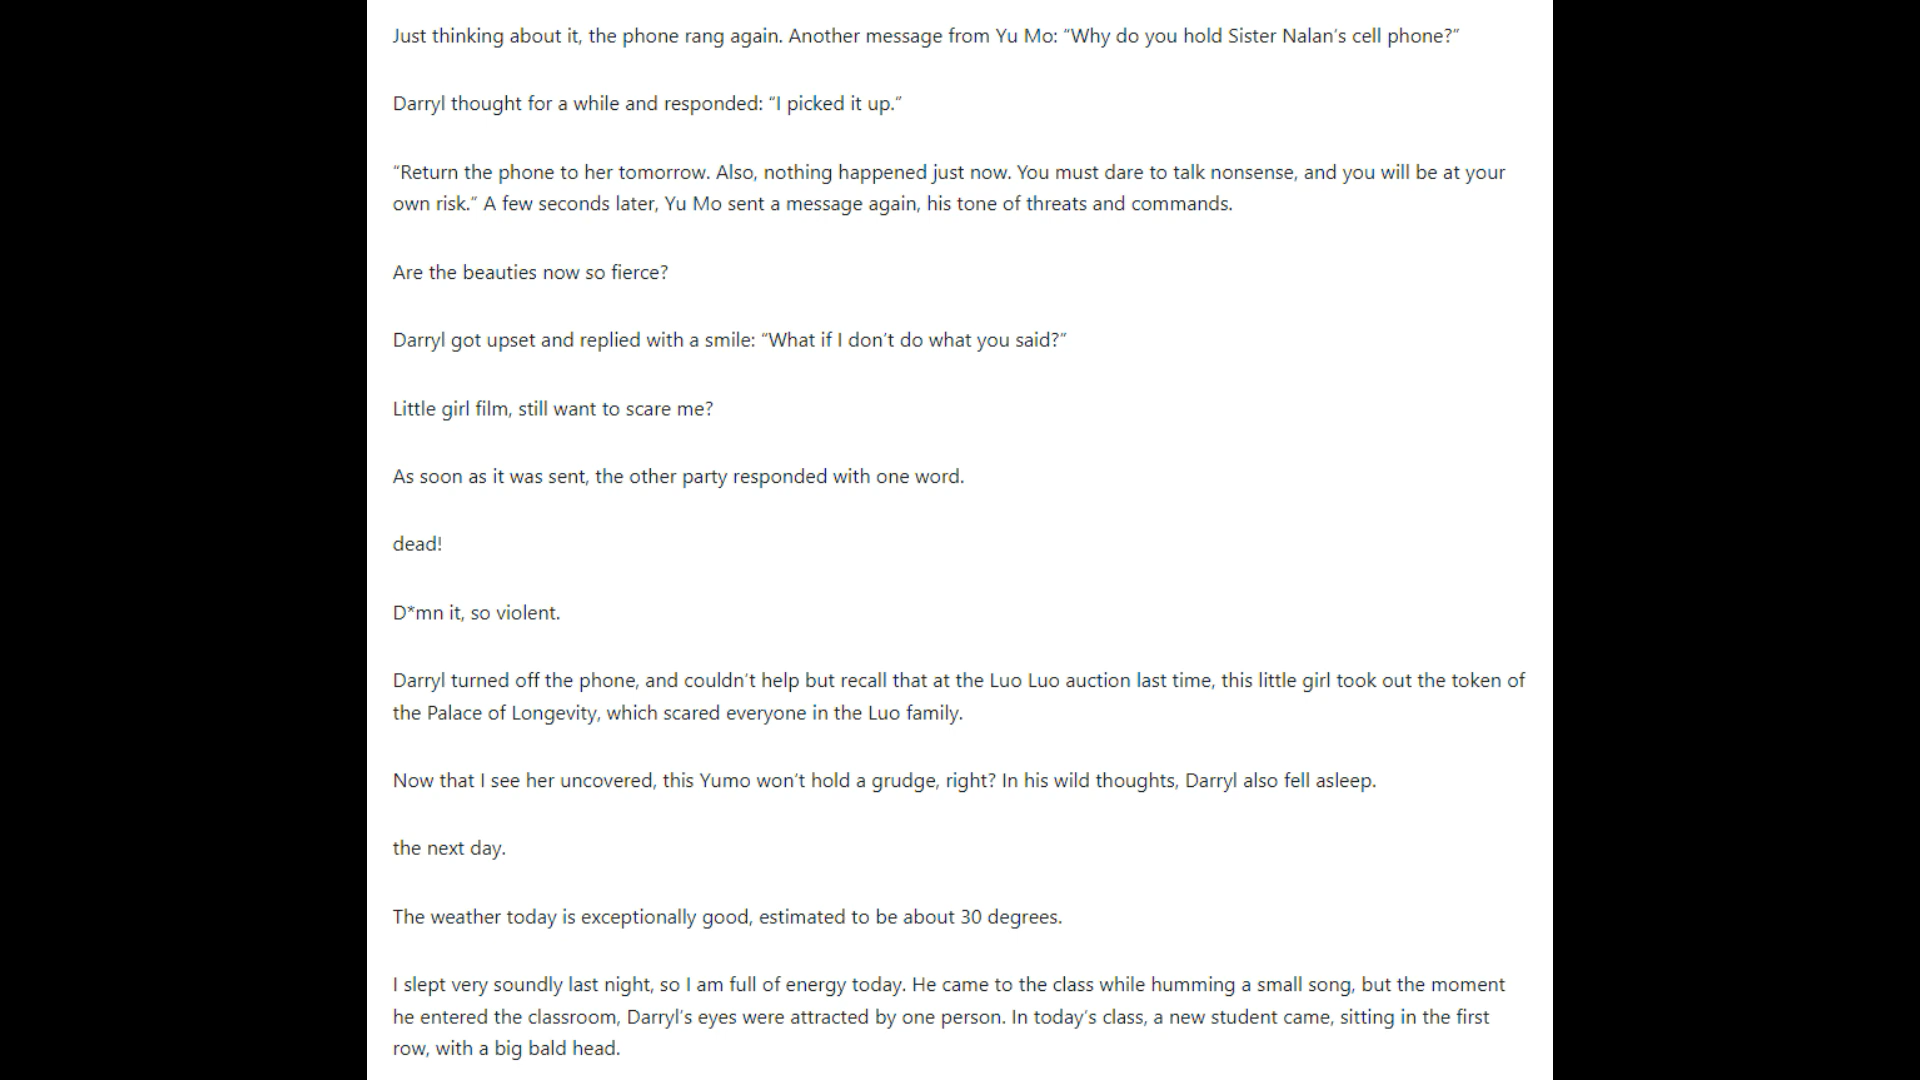 Just thinking about it, the phone rang again. Another message from Yu Mo: “Why do you hold Sister Nalan’s cell phone?”
Darryl thought for a while and responded: “I picked it up.”
“Return the phone to her tomorrow. Also, nothing happened just now. You must dare to talk nonsense, and you will be at your
own risk.” A few seconds later, Yu Mo sent a message again, his tone of threats and commands.
Are the beauties now so fierce?
Darryl got upset and replied with a smile: “What if I don’t do what you said?”
Little girl film, still want to scare me?
As soon as it was sent, the other party responded with one word.
dead!
D*mn it, so violent.
Darryl turned off the phone, and couldn’t help but recall that at the Luo Luo auction last time, this little girl took out the token of
the Palace of Longevity, which scared everyone in the Luo family.
Now that I see her uncovered, this Yumo won’t hold a grudge, right? In his wild thoughts, Darryl also fell asleep.
the next day.
The weather today is exceptionally good, estimated to be about 30 degrees.
I slept very soundly last night, so I am full of energy today. He came to the class while humming a small song, but the moment
he entered the classroom, Darryl’s eyes were attracted by one person. In today’s class, a new student came, sitting in the first
row, with a big bald head.